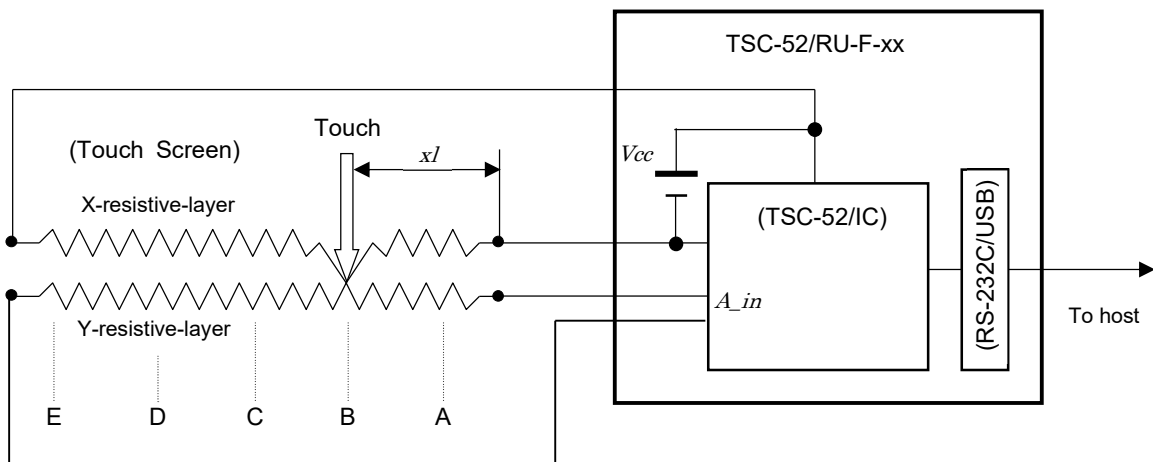 TSC-52/RU-F-xx
Touch
(Touch Screen)
xl
Vcc
X-resistive-layer
(TSC-52/IC)
(RS-232C/USB)
A_in
To host
Y-resistive-layer
E D C B A